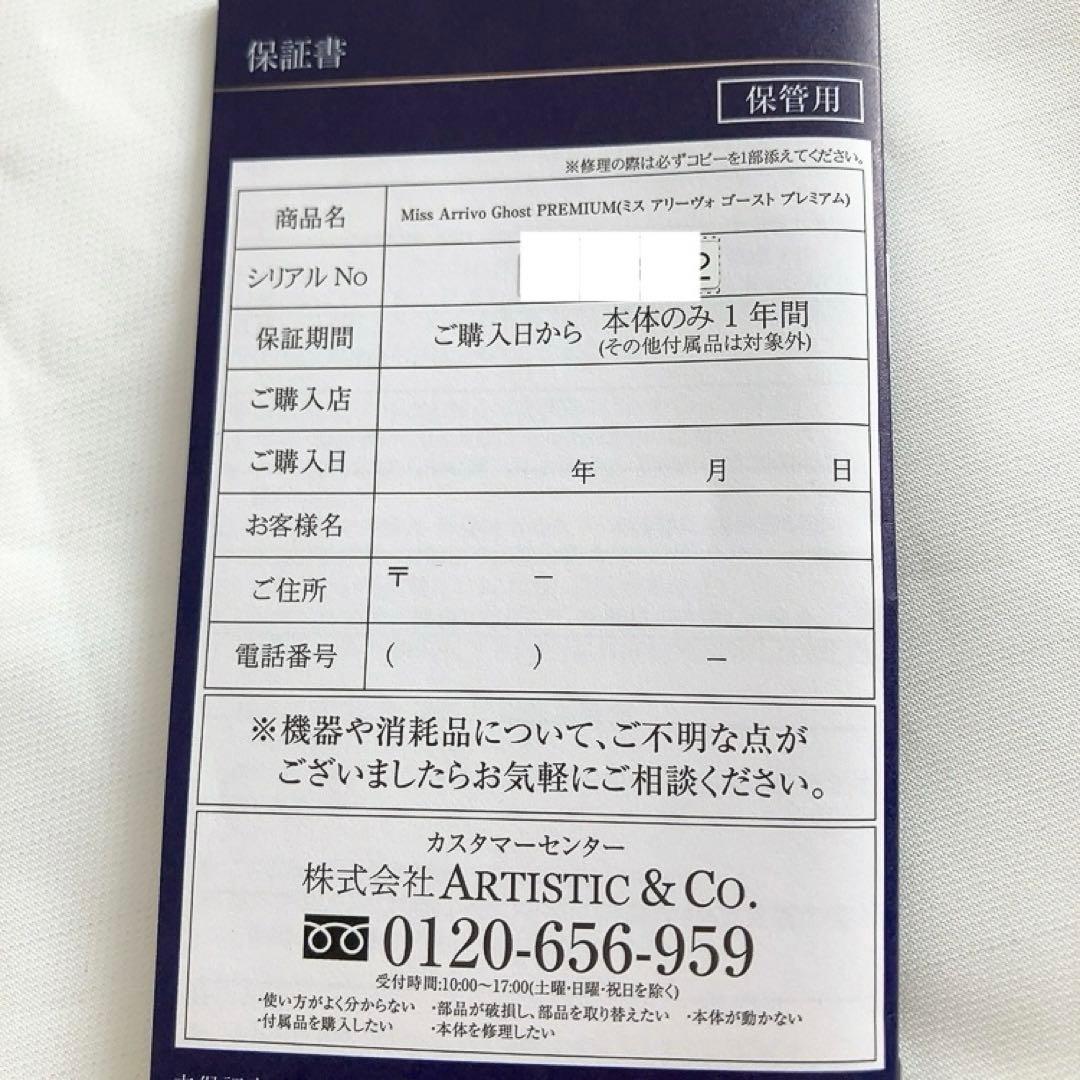 保証書
保管用
※修理の際は必ずコピーを1部添えてください。
商品名 Miss Arrivo Ghost PREMIUM(ミス アリーヴォ ゴースト プレミアム)
シリアル No 2
保証期間 ご購入日から 本体のみ 1 年間
(その他付属品は対象外)
ご購入店
ご購入日 年 月 日
お客様名
ご住所 〒 －
電話番号 ( ) －
※機器や消耗品について、ご不明な点が
ございましたらお気軽にご相談ください。
カスタマーセンター
株式会社 ARTISTIC & CO.
0120-656-959
受付時間:10:00～17:00(土曜・日曜・祝日を除く)
・使い方がよく分からない ・部品が破損し、部品を取り替えたい ・本体が動かない
・付属品を購入したい ・本体を修理したい